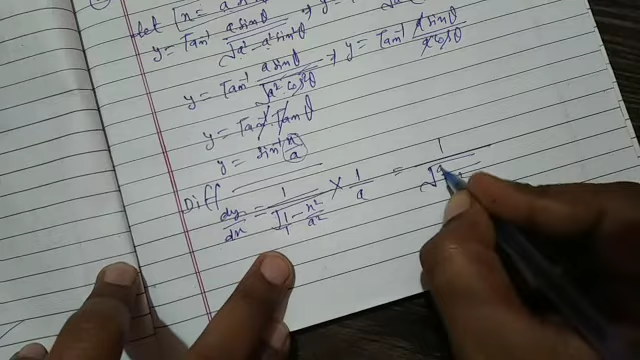 let [x = a sinθ
y = Tan⁻¹ a sinθ / √a² - a² sin²θ ⇒ y =
y = Tan⁻¹ a sinθ / √a² · cos²θ ⇒ y = Tan⁻¹ a sinθ / a cosθ
y = Tan⁻¹ · Tan θ
y = sin⁻¹ x/a
Diff
dy/dx = 1 / √1/1 - x²/a² × 1/a = 1 / √a